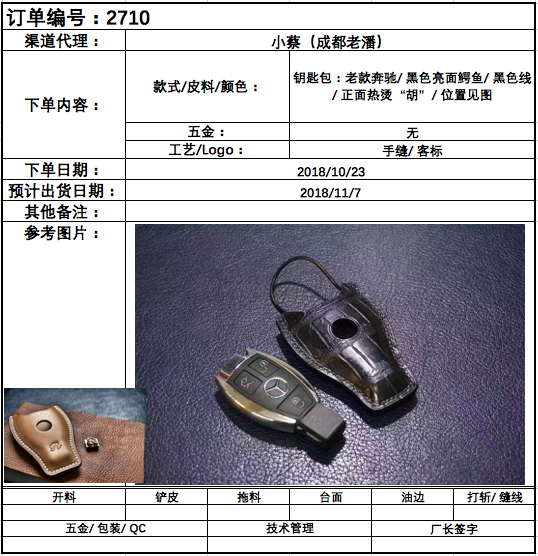 订单编号：2710
渠道代理： 小蔡（成都老潘）
下单内容：
款式/皮料/颜色： 钥匙包：老款奔驰/ 黑色亮面鳄鱼/ 黑色线
/ 正面热烫“胡”/ 位置见图
五金： 无
工艺/Logo： 手缝/ 客标
下单日期： 2018/10/23
预计出货日期： 2018/11/7
其他备注：
参考图片：
开料 铲皮 拖料 台面 油边 打斩/ 缝线
五金/ 包装/ QC 技术管理 厂长签字